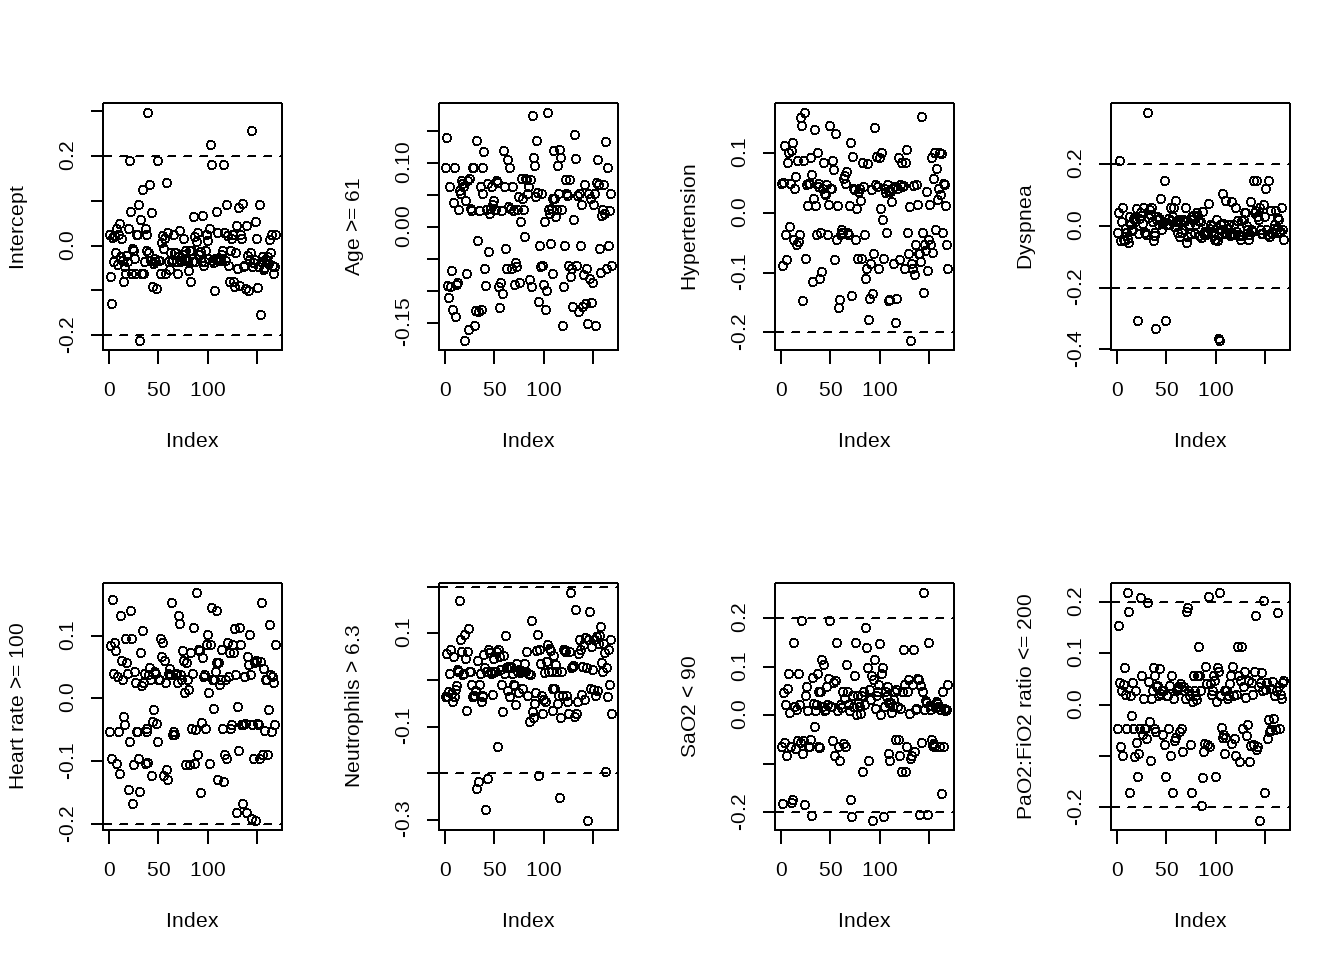 Intercept
-0.2 0.0 0.2
0 50 100
Index
Age >= 61
-0.15 0.00 0.10
0 50 100
Index
Hypertension
-0.2 -0.1 0.0 0.1
0 50 100
Index
Dyspnea
-0.4 -0.2 0.0 0.2
0 50 100
Index
Heart rate >= 100
-0.2 -0.1 0.0 0.1
0 50 100
Index
Neutrophils > 6.3
-0.3 -0.1 0.1
0 50 100
Index
SaO2 < 90
-0.2 0.0 0.1 0.2
0 50 100
Index
PaO2:FiO2 ratio <= 200
-0.2 0.0 0.1 0.2
0 50 100
Index